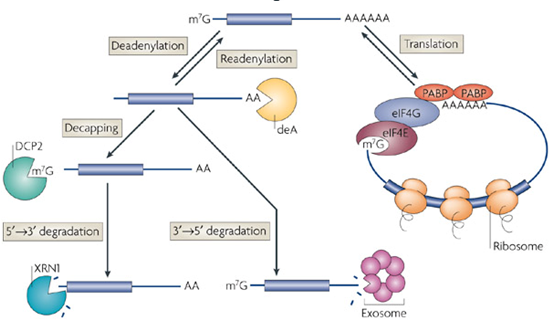 m⁷G AAAAAA
Deadenylation
Readenylation
Translation
AA
deA
PABP PABP
AAAAAA
eIF4G
eIF4E
m⁷G
Decapping
DCP2
m⁷G
AA
Ribosome
5′→3′ degradation
3′→5′ degradation
XRN1
AA
m⁷G
Exosome